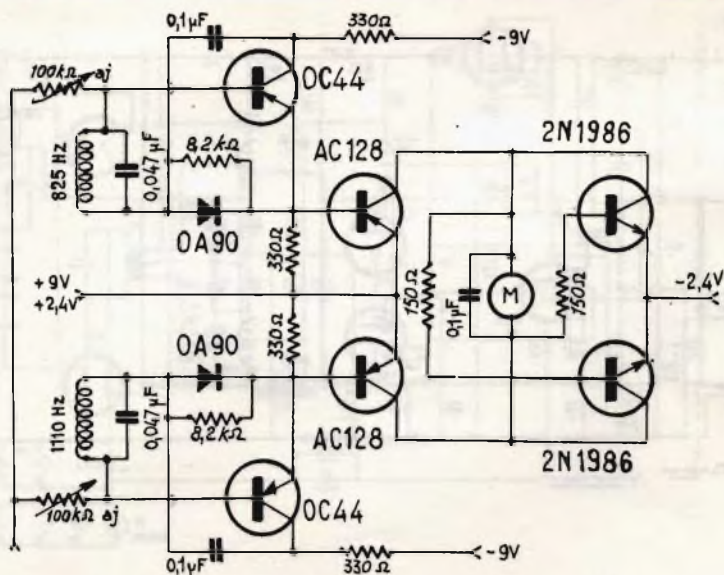 0,1µF
330Ω
-9V
100kΩ aj
OC44
825 Hz
0,047µF
8,2kΩ
AC128
2N1986
OA90
330Ω
+9V
+2,4V
150Ω
0,1µF
M
150Ω
-2,4V
330Ω
OA90
1110 Hz
0,047µF
8,2kΩ
AC128
2N1986
100kΩ aj
OC44
0,1µF
330Ω
-9V